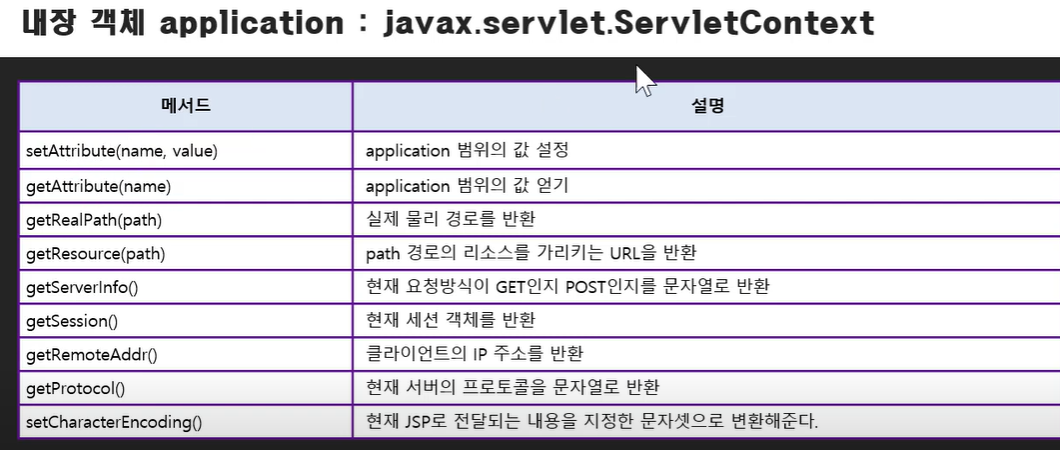 내장 객체 application : javax.servlet.ServletContext
메서드 설명
setAttribute(name, value) application 범위의 값 설정
getAttribute(name) application 범위의 값 얻기
getRealPath(path) 실제 물리 경로를 반환
getResource(path) path 경로의 리소스를 가리키는 URL을 반환
getServerInfo() 현재 요청방식이 GET인지 POST인지를 문자열로 반환
getSession() 현재 세션 객체를 반환
getRemoteAddr() 클라이언트의 IP 주소를 반환
getProtocol() 현재 서버의 프로토콜을 문자열로 반환
setCharacterEncoding() 현재 JSP로 전달되는 내용을 지정한 문자셋으로 변환해준다.